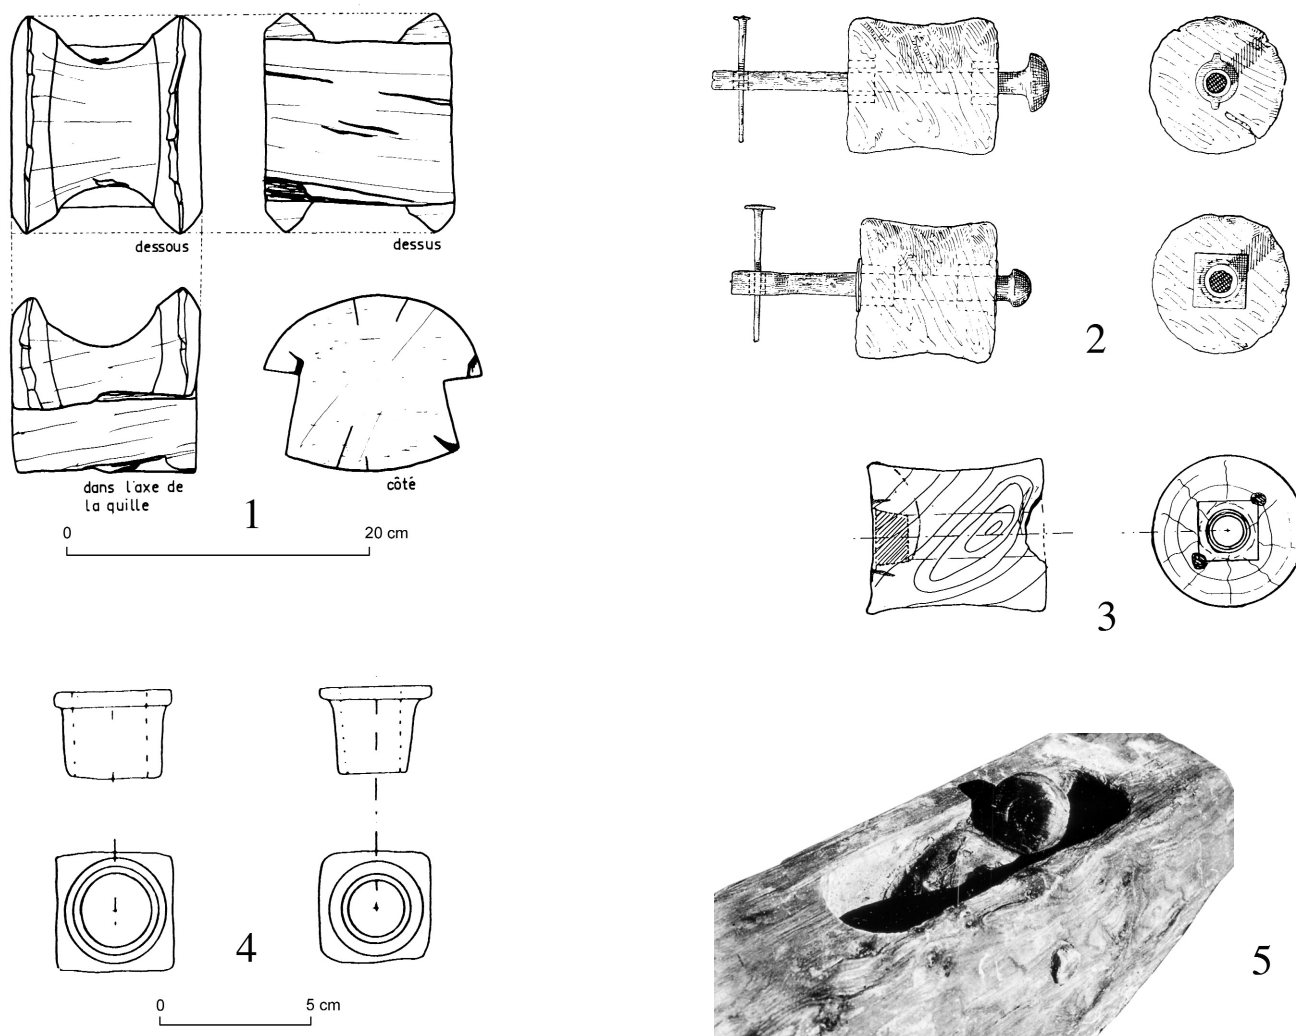 dessous
dessus
dans l'axe de
la quille
côté
1
0 20 cm
2
3
4
0 5 cm
5